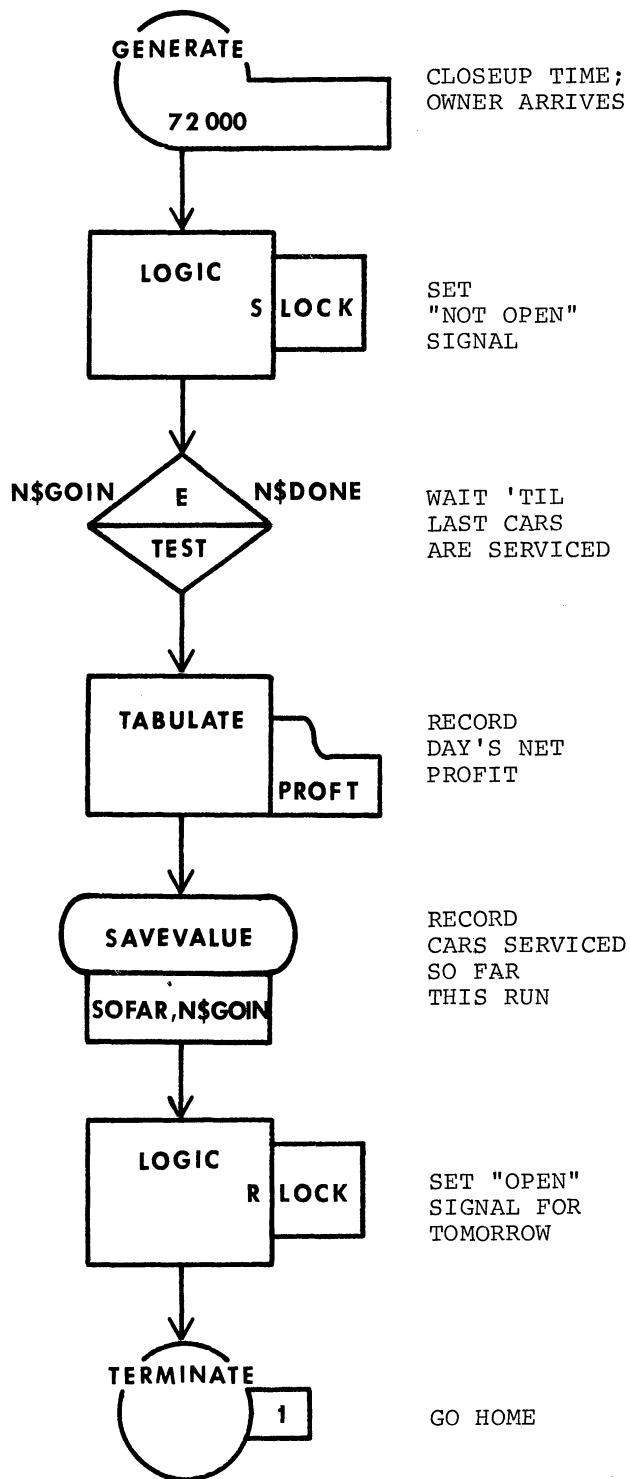 GENERATE
72000
CLOSEUP TIME;
OWNER ARRIVES
LOGIC
S LOCK
SET
"NOT OPEN"
SIGNAL
N$GOIN E N$DONE
TEST
WAIT 'TIL
LAST CARS
ARE SERVICED
TABULATE
PROFT
RECORD
DAY'S NET
PROFIT
SAVEVALUE
SOFAR,N$GOIN
RECORD
CARS SERVICED
SO FAR
THIS RUN
LOGIC
R LOCK
SET "OPEN"
SIGNAL FOR
TOMORROW
TERMINATE
1
GO HOME